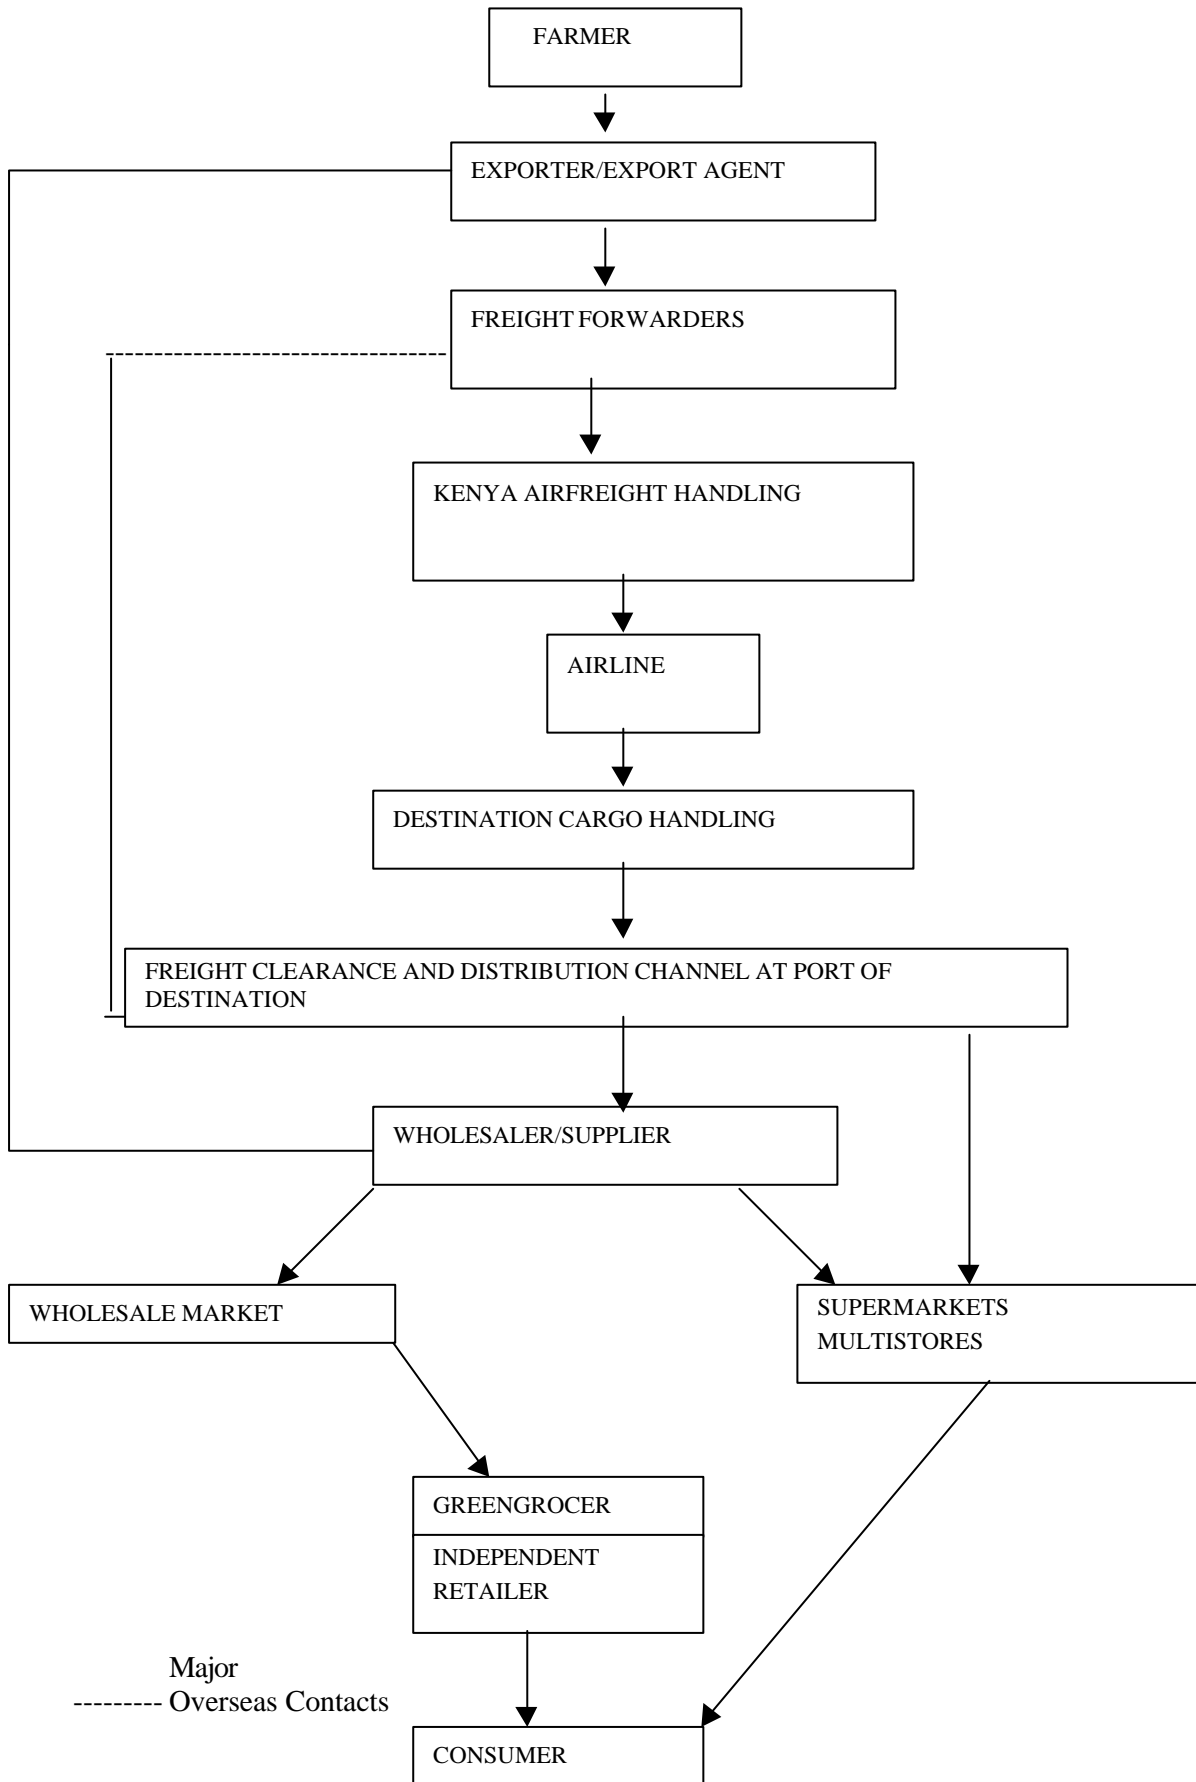 FARMER
EXPORTER/EXPORT AGENT
FREIGHT FORWARDERS
KENYA AIRFREIGHT HANDLING
AIRLINE
DESTINATION CARGO HANDLING
FREIGHT CLEARANCE AND DISTRIBUTION CHANNEL AT PORT OF
DESTINATION
WHOLESALER/SUPPLIER
WHOLESALE MARKET
SUPERMARKETS
MULTISTORES
GREENGROCER
INDEPENDENT
RETAILER
Major
Overseas Contacts
CONSUMER